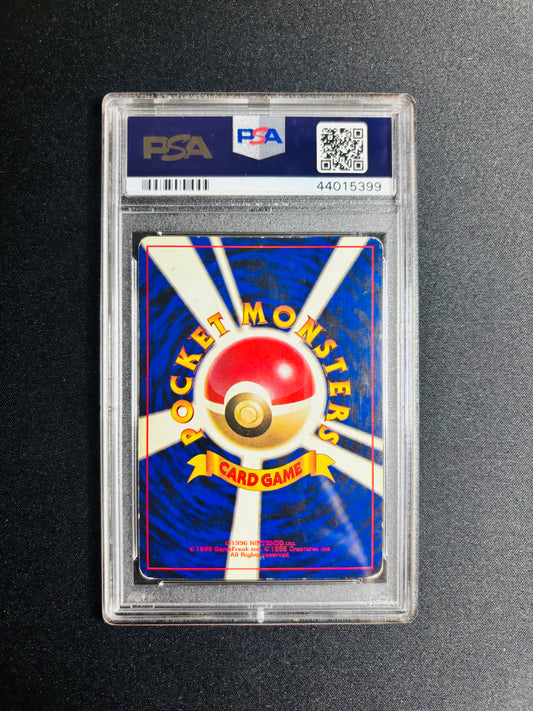 PSA
PSA
44015399
POCKET MONSTERS
CARD GAME
©1996 NINTENDO inc.
©1996 GameFreak inc. ©1996 Creatures inc.
All Rights reserved.